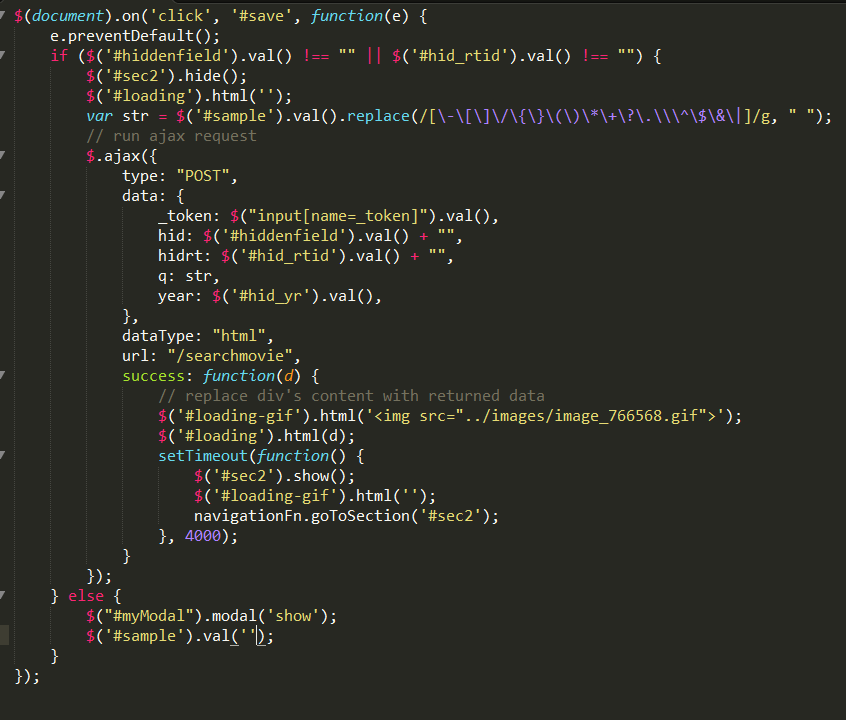 $(document).on('click', '#save', function(e) {
    e.preventDefault();
    if ($('#hiddenfield').val() !== "" || $('#hid_rtid').val() !== "") {
        $('#sec2').hide();
        $('#loading').html('');
        var str = $('#sample').val().replace(/[\-\[\]\/\{\}\(\)\*\+\?\.\\\^\$\&\|]/g, " ");
        // run ajax request
        $.ajax({
            type: "POST",
            data: {
                _token: $("input[name=_token]").val(),
                hid: $('#hiddenfield').val() + "",
                hidrt: $('#hid_rtid').val() + "",
                q: str,
                year: $('#hid_yr').val(),
            },
            dataType: "html",
            url: "/searchmovie",
            success: function(d) {
                // replace div's content with returned data
                $('#loading-gif').html('<img src="../images/image_766568.gif">');
                $('#loading').html(d);
                setTimeout(function() {
                    $('#sec2').show();
                    $('#loading-gif').html('');
                    navigationFn.goToSection('#sec2');
                }, 4000);
            }
        });
    } else {
        $("#myModal").modal('show');
        $('#sample').val('');
    }
});